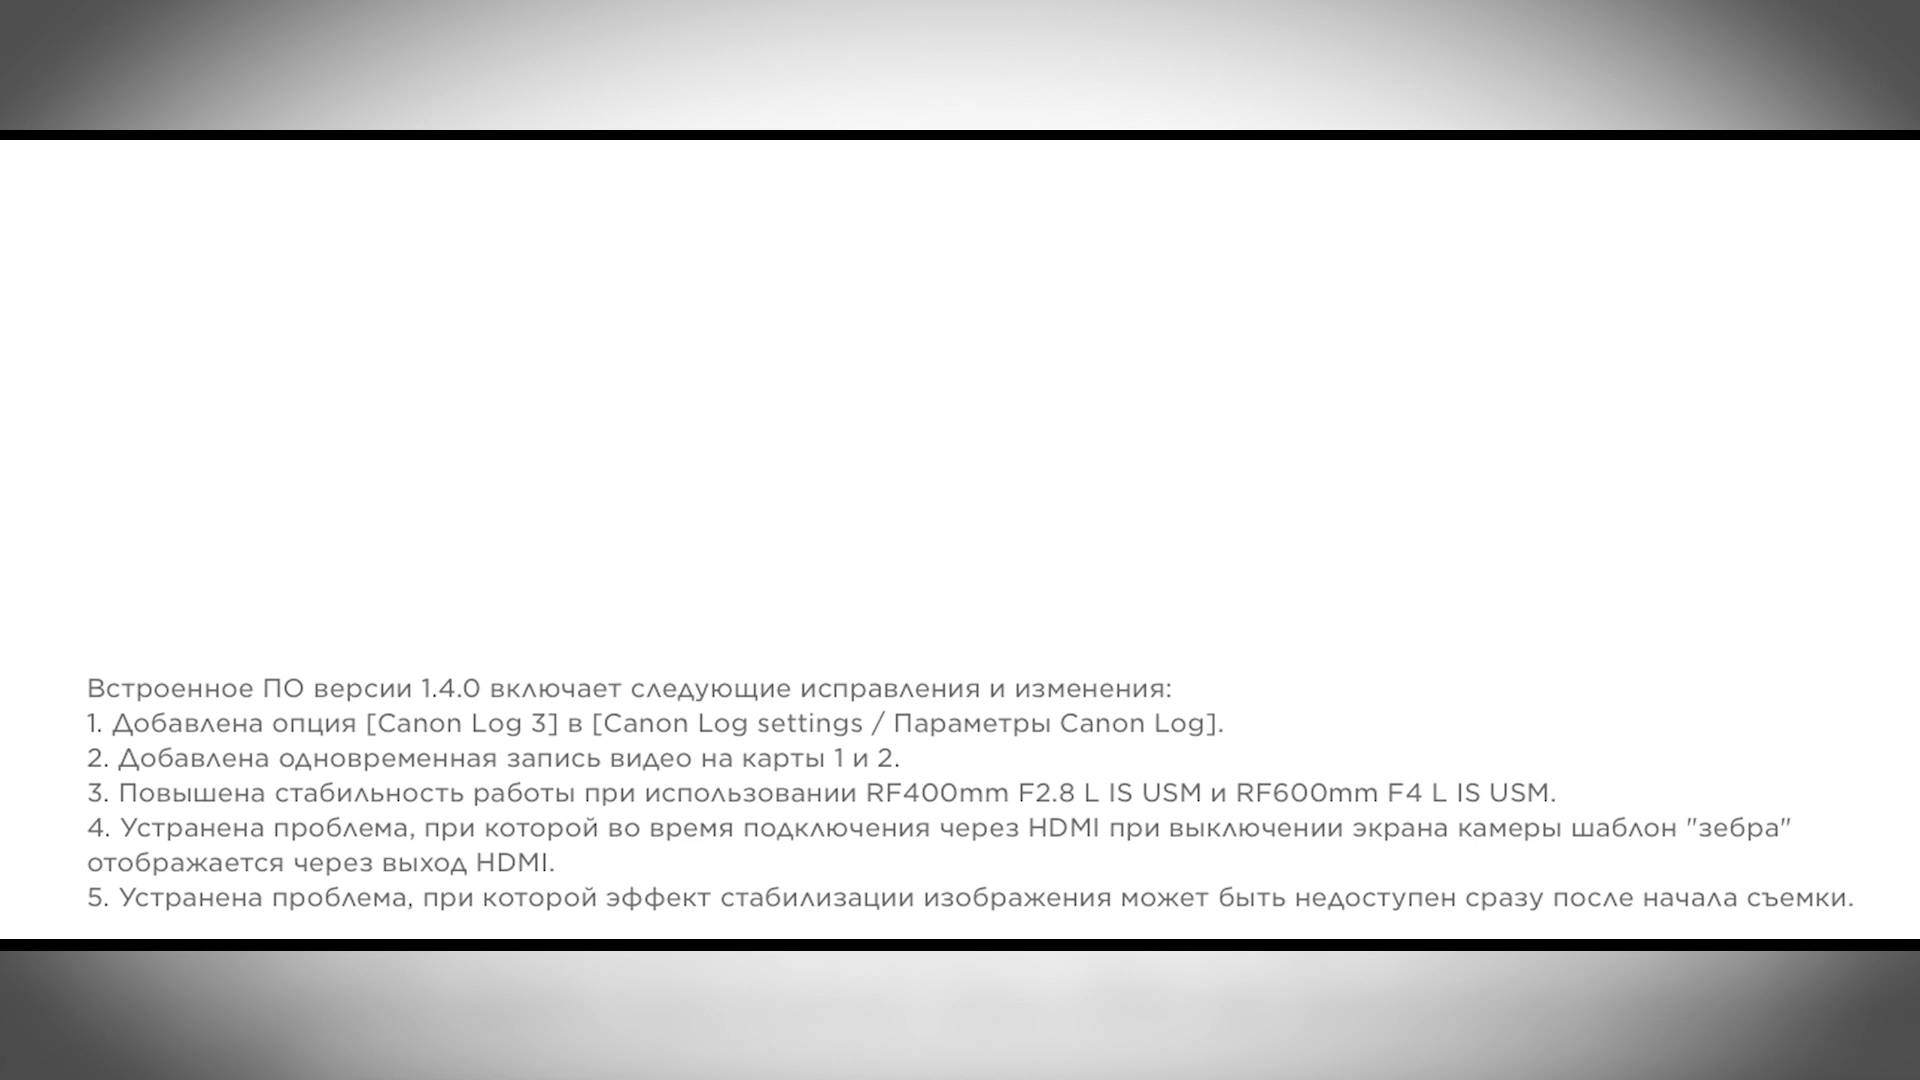 Встроенное ПО версии 1.4.0 включает следующие исправления и изменения:
1. Добавлена опция [Canon Log 3] в [Canon Log settings / Параметры Canon Log].
2. Добавлена одновременная запись видео на карты 1 и 2.
3. Повышена стабильность работы при использовании RF400mm F2.8 L IS USM и RF600mm F4 L IS USM.
4. Устранена проблема, при которой во время подключения через HDMI при выключении экрана камеры шаблон "зебра"
отображается через выход HDMI.
5. Устранена проблема, при которой эффект стабилизации изображения может быть недоступен сразу после начала съемки.